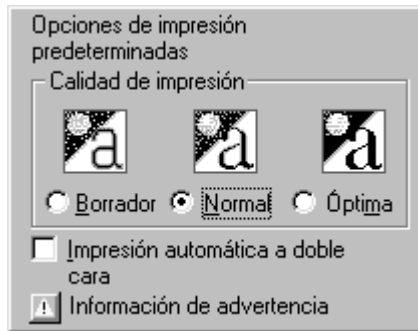 Opciones de impresión
predeterminadas
Calidad de impresión
a a a
Borrador Normal Óptima
Impresión automática a doble
cara
Información de advertencia